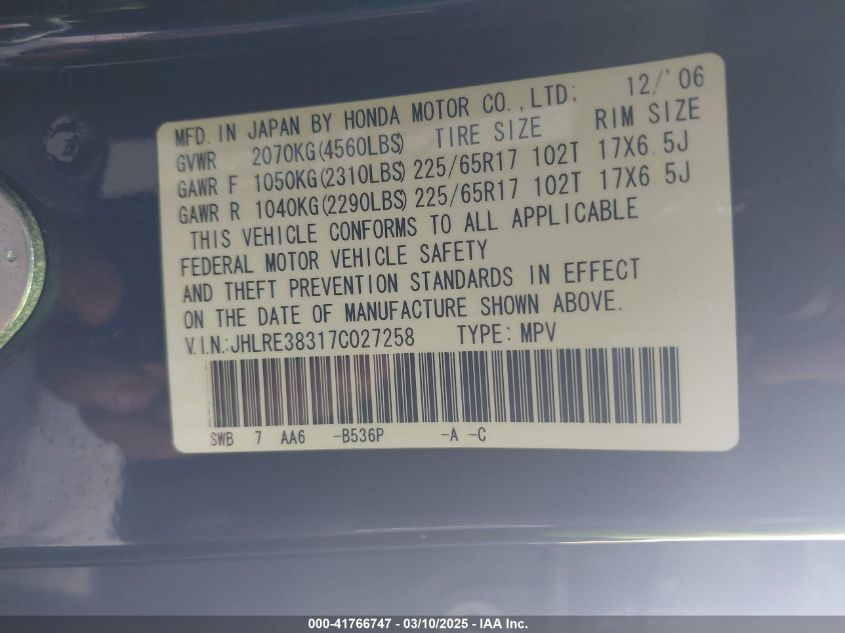 MFD. IN JAPAN BY HONDA MOTOR CO., LTD: 12/'06
GVWR 2070KG(4560LBS) TIRE SIZE RIM SIZE
GAWR F 1050KG(2310LBS) 225/65R17 102T 17X6.5J
GAWR R 1040KG(2290LBS) 225/65R17 102T 17X6 5J
THIS VEHICLE CONFORMS TO ALL APPLICABLE
FEDERAL MOTOR VEHICLE SAFETY
AND THEFT PREVENTION STANDARDS IN EFFECT
ON THE DATE OF MANUFACTURE SHOWN ABOVE.
V.I.N.:JHLRE38317C027258 TYPE: MPV
SWB 7 AA6 -B536P -A -C
000-41766747 — 03/10/2025 - IAA Inc.